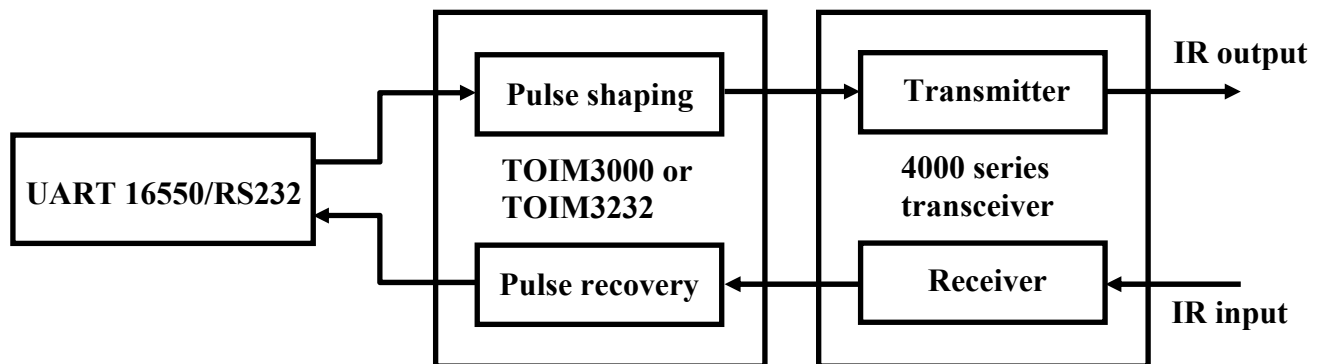 IR output
Pulse shaping
Transmitter
UART 16550/RS232
TOIM3000 or
TOIM3232
4000 series
transceiver
Pulse recovery
Receiver
IR input